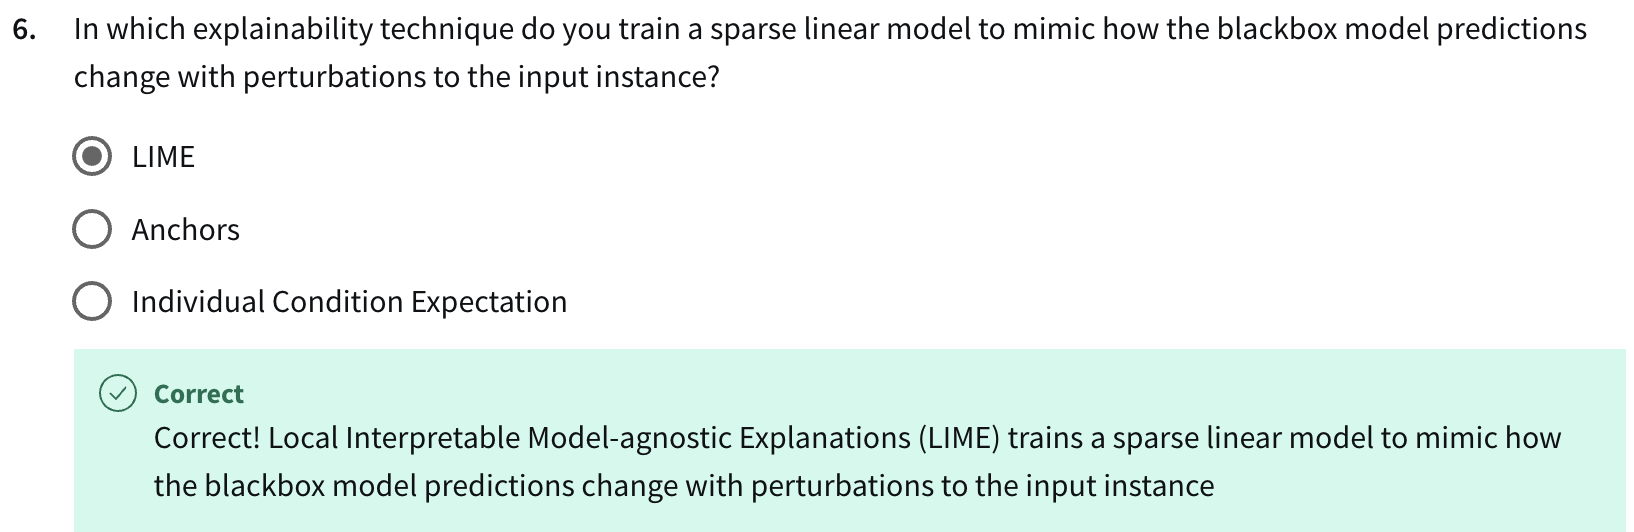 6. In which explainability technique do you train a sparse linear model to mimic how the blackbox model predictions
change with perturbations to the input instance?
LIME
Anchors
Individual Condition Expectation
Correct
Correct! Local Interpretable Model-agnostic Explanations (LIME) trains a sparse linear model to mimic how
the blackbox model predictions change with perturbations to the input instance